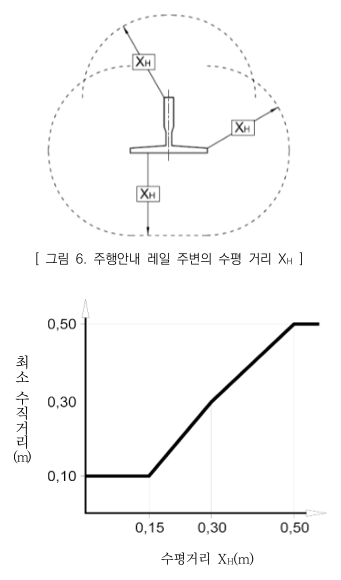 XH
XH
XH
[ 그림 6. 주행안내 레일 주변의 수평 거리 XH ]
0,50
0,30
0,10
최소 수직거리 (m)
0,15 0,30 0,50
수평거리 XH(m)